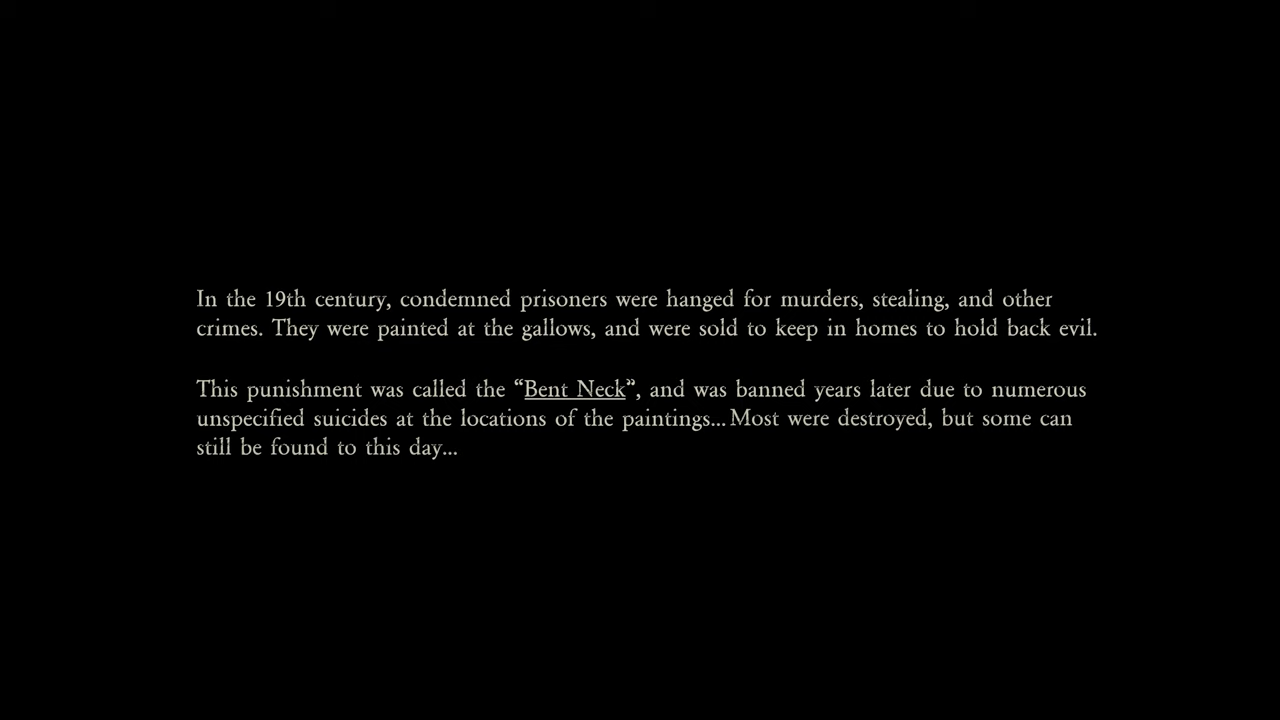 In the 19th century, condemned prisoners were hanged for murders, stealing, and other
crimes. They were painted at the gallows, and were sold to keep in homes to hold back evil.
This punishment was called the “Bent Neck”, and was banned years later due to numerous
unspecified suicides at the locations of the paintings... Most were destroyed, but some can
still be found to this day...